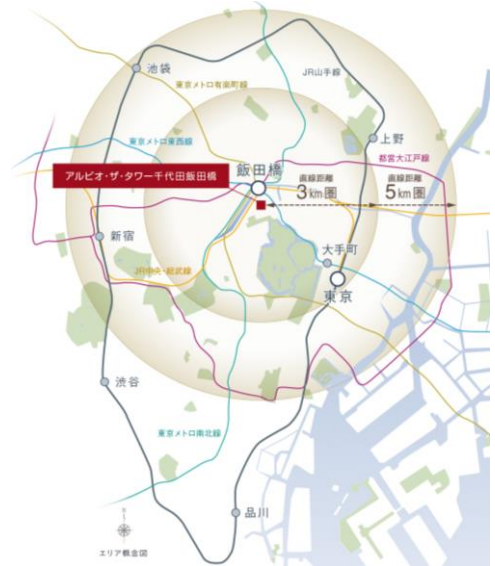 池袋
東京メトロ有楽町線
JR山手線
東京メトロ東西線
上野
飯田橋
都営大江戸線
アルビオ・ザ・タワー千代田飯田橋
直線距離
3km圏
直線距離
5km圏
新宿
大手町
JR中央・総武線
東京
渋谷
東京メトロ南北線
品川
N
エリア概念図